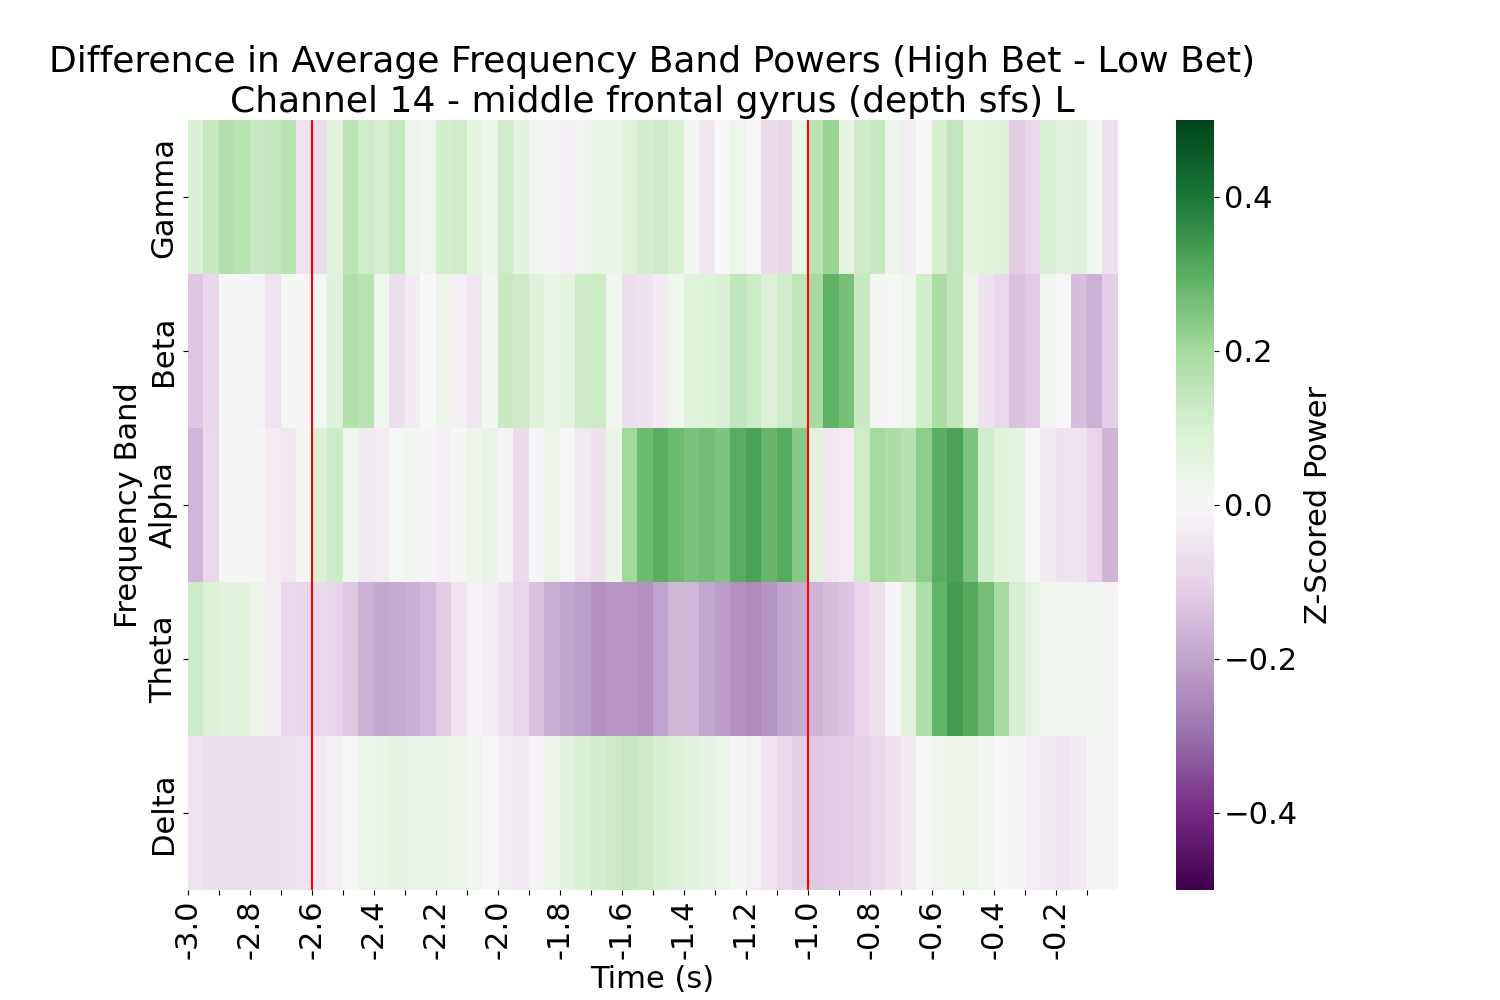 Difference in Average Frequency Band Powers (High Bet - Low Bet)
Channel 14 - middle frontal gyrus (depth sfs) L
Frequency Band
Gamma
Beta
Alpha
Theta
Delta
-3.0
-2.8
-2.6
-2.4
-2.2
-2.0
-1.8
-1.6
-1.4
-1.2
-1.0
-0.8
-0.6
-0.4
-0.2
Time (s)
0.4
0.2
0.0
−0.2
−0.4
Z-Scored Power